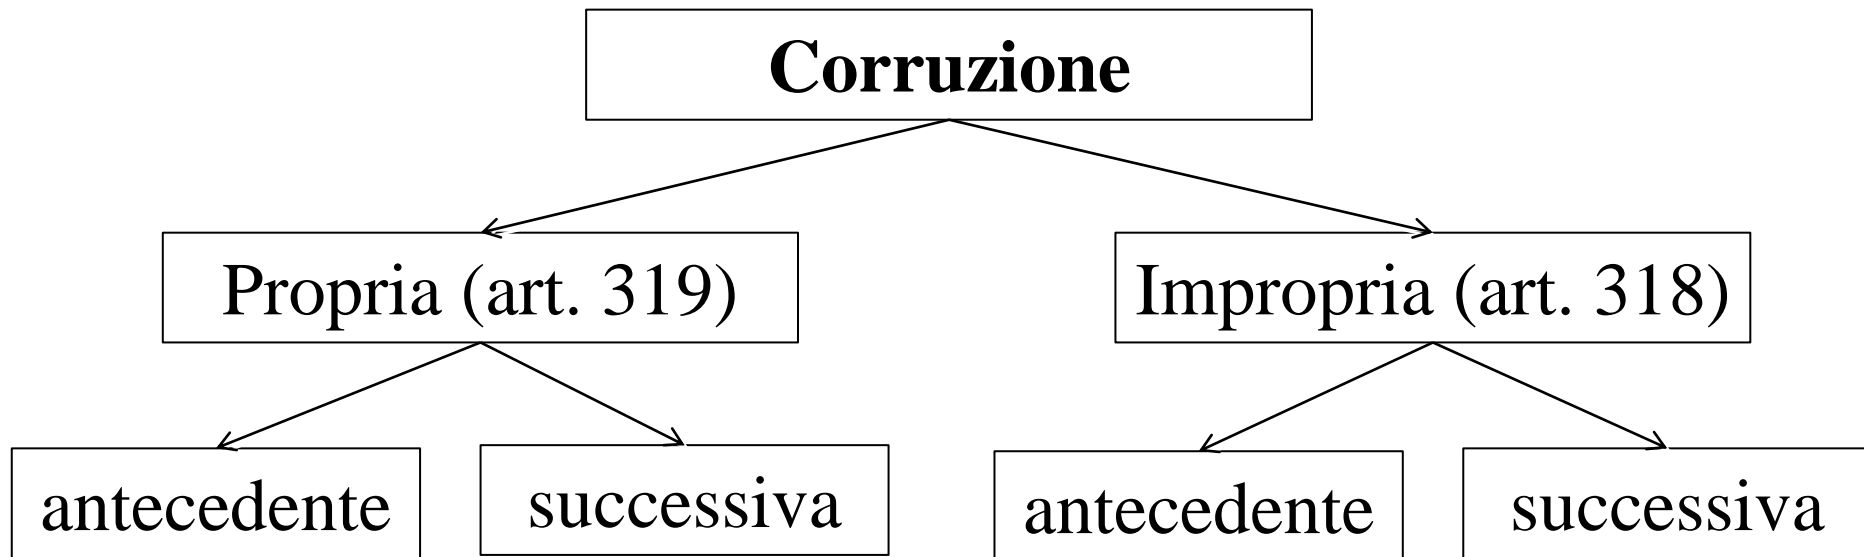 Corruzione
Propria (art. 319)
Impropria (art. 318)
antecedente
successiva
antecedente
successiva